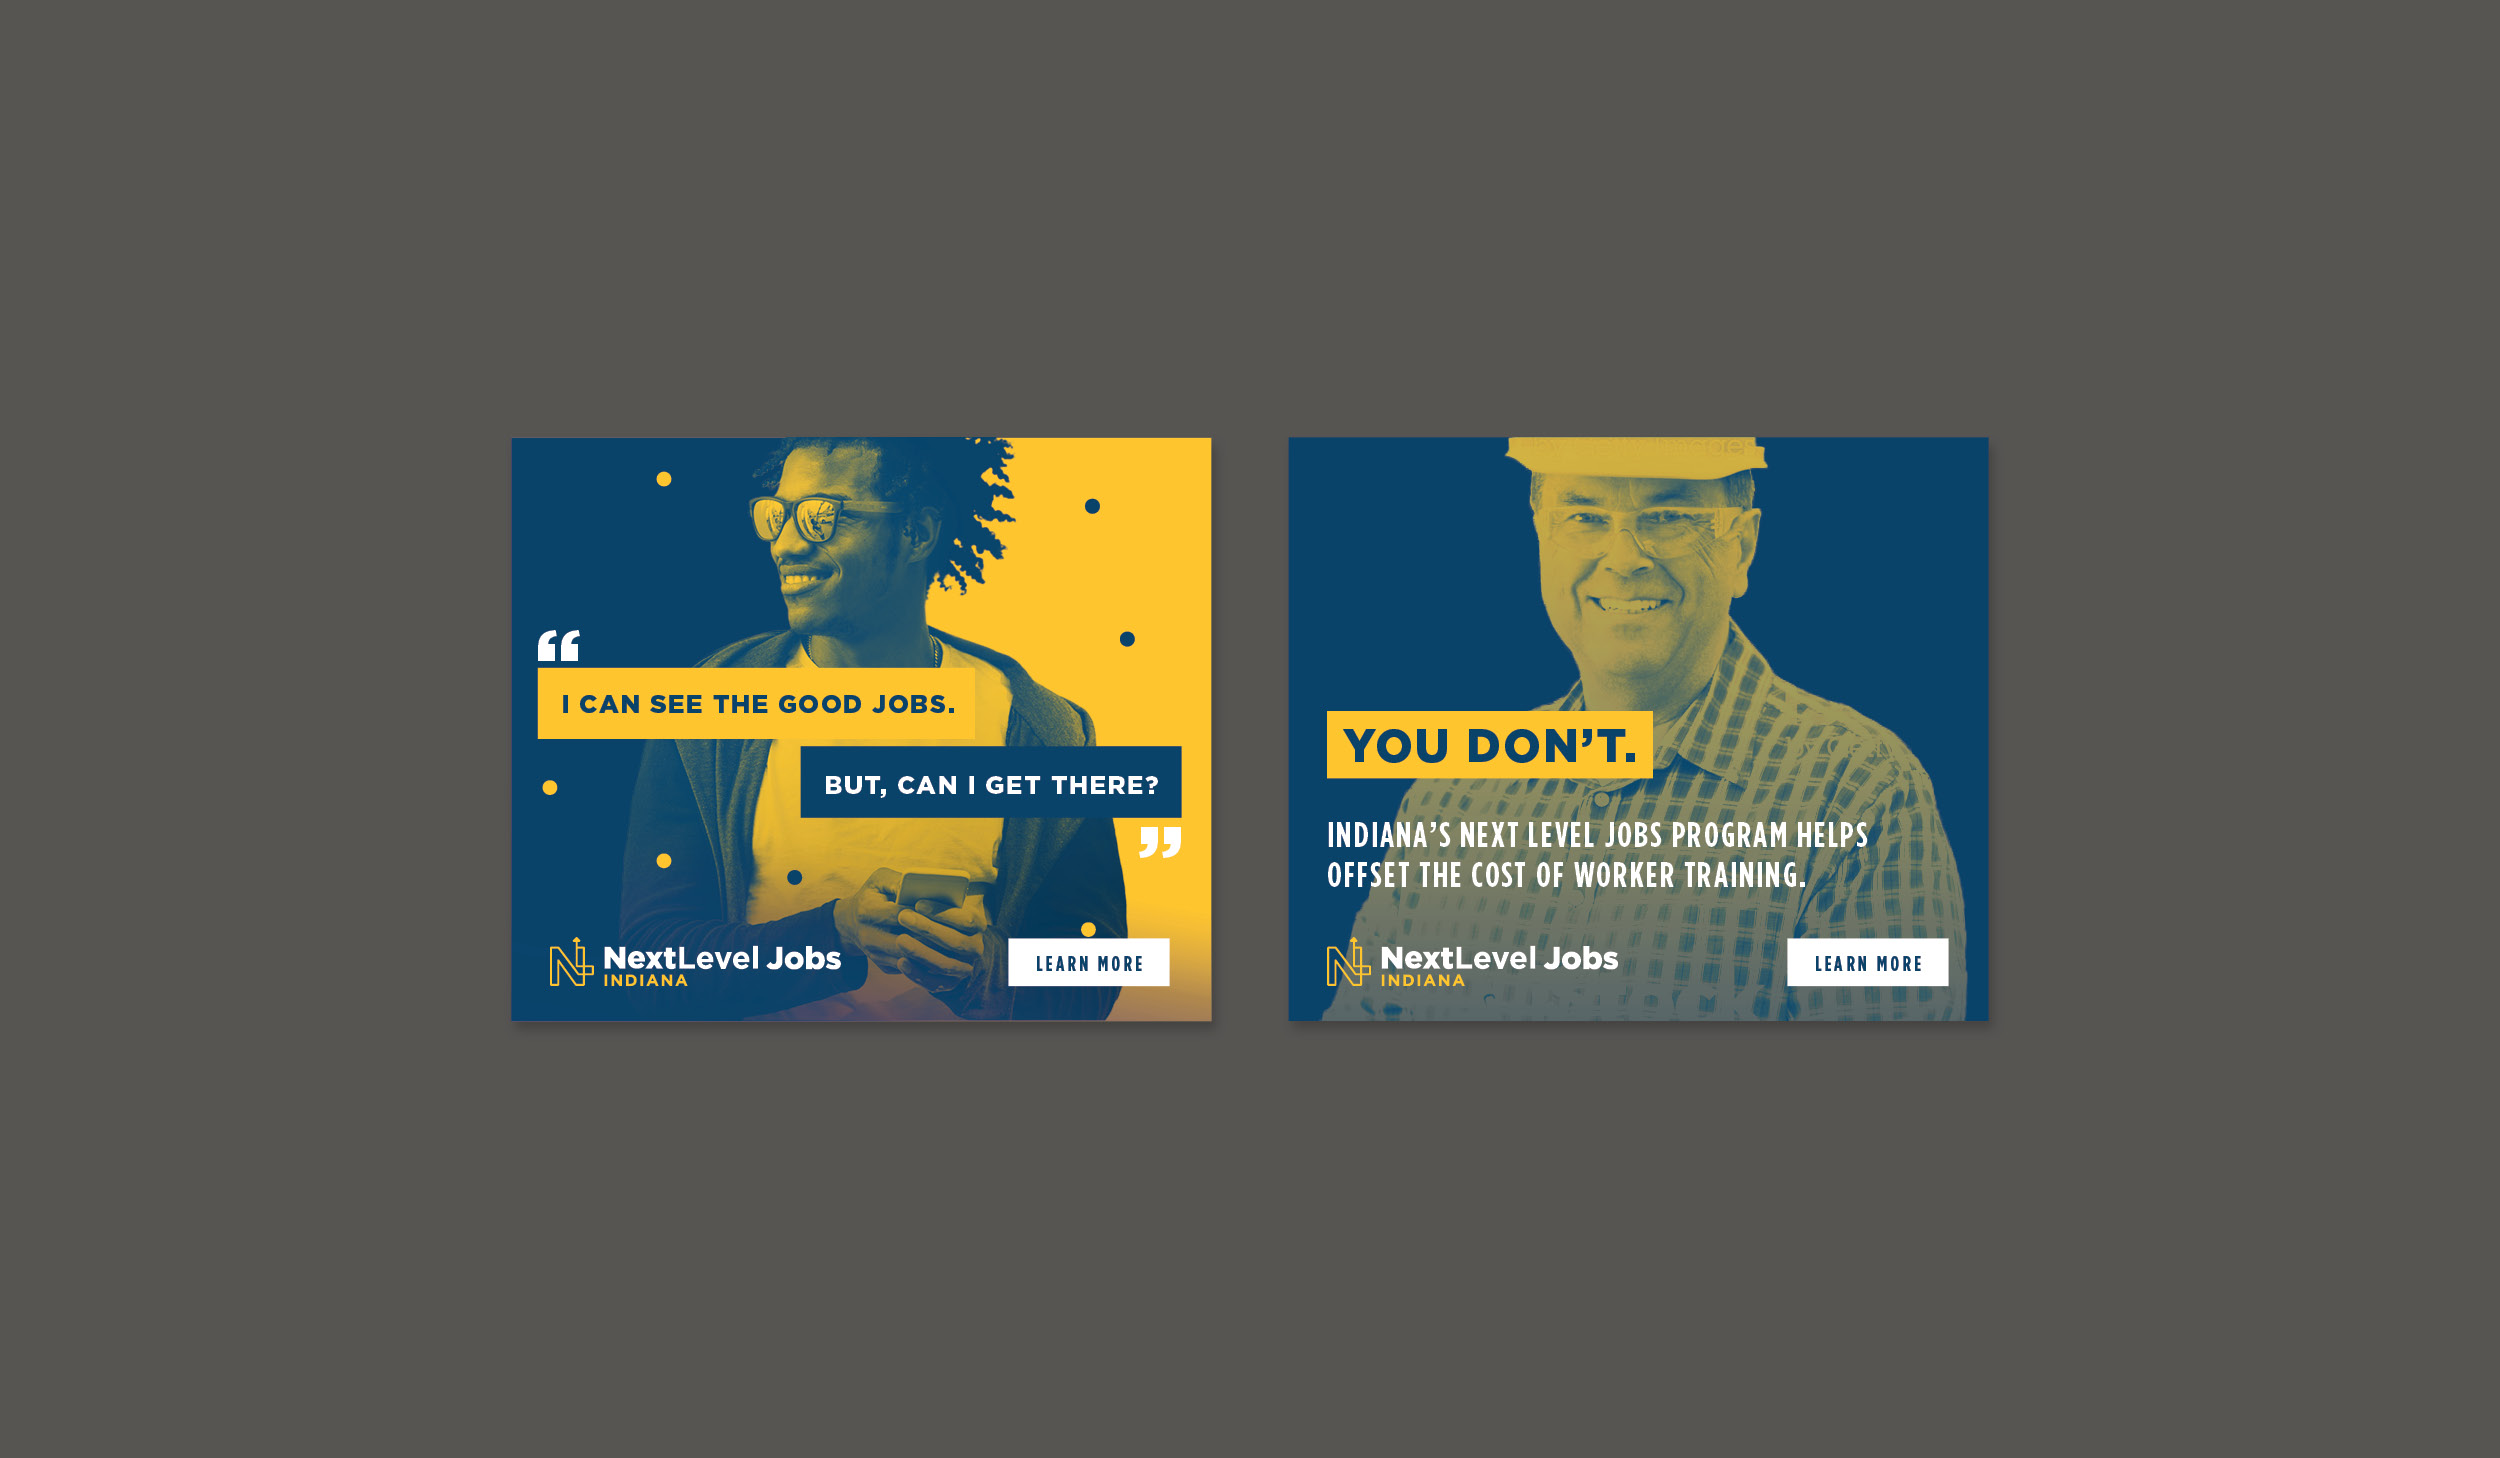 “
I CAN SEE THE GOOD JOBS.
BUT, CAN I GET THERE?
”
NextLevel Jobs
INDIANA
LEARN MORE
YOU DON’T.
INDIANA’S NEXT LEVEL JOBS PROGRAM HELPS
OFFSET THE COST OF WORKER TRAINING.
NextLevel Jobs
INDIANA
LEARN MORE